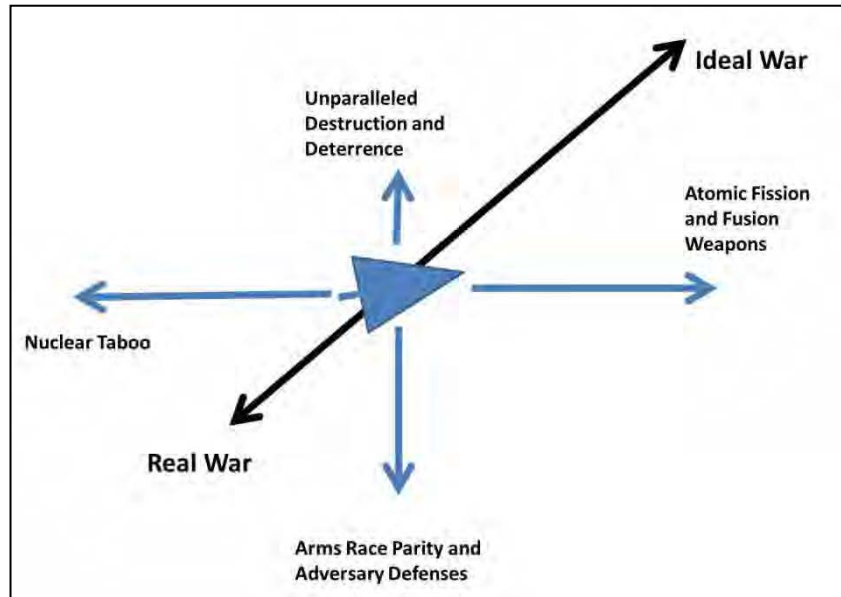 Ideal War
Unparalleled
Destruction and
Deterrence
Atomic Fission
and Fusion
Weapons
Nuclear Taboo
Real War
Arms Race Parity and
Adversary Defenses